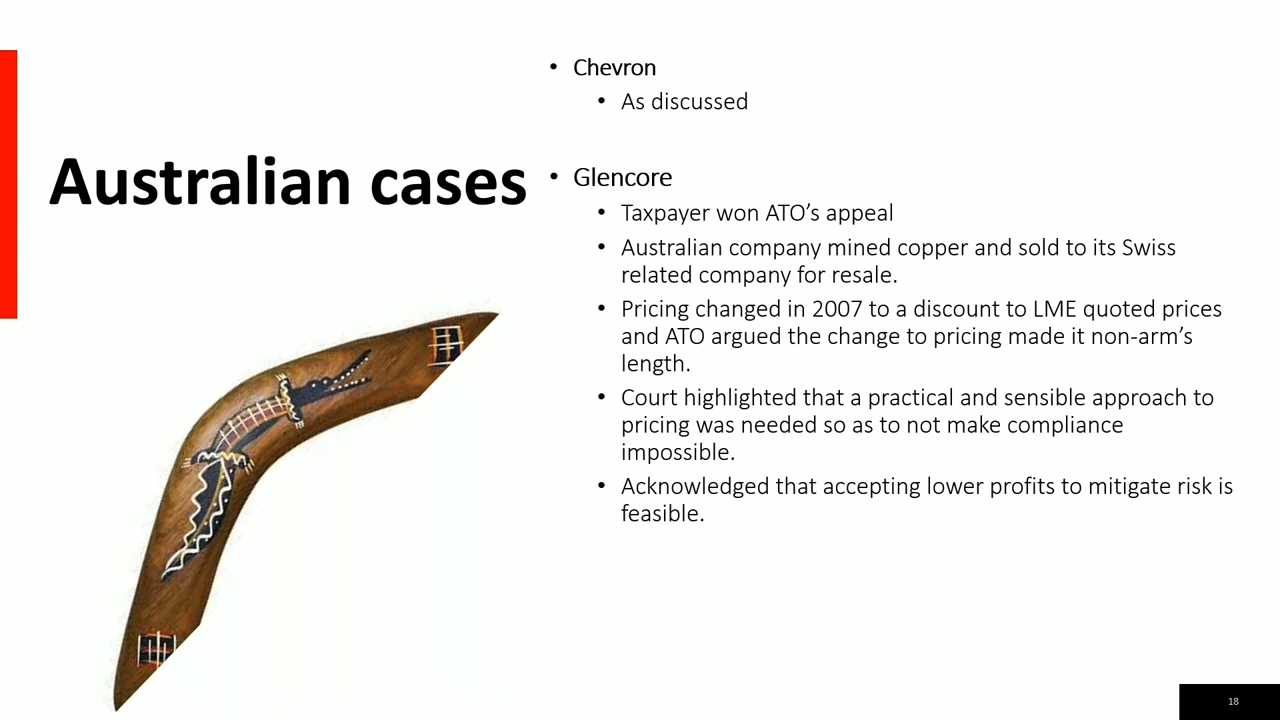 Australian cases
• Chevron
• As discussed
• Glencore
• Taxpayer won ATO’s appeal
• Australian company mined copper and sold to its Swiss
related company for resale.
• Pricing changed in 2007 to a discount to LME quoted prices
and ATO argued the change to pricing made it non-arm’s
length.
• Court highlighted that a practical and sensible approach to
pricing was needed so as to not make compliance
impossible.
• Acknowledged that accepting lower profits to mitigate risk is
feasible.
18